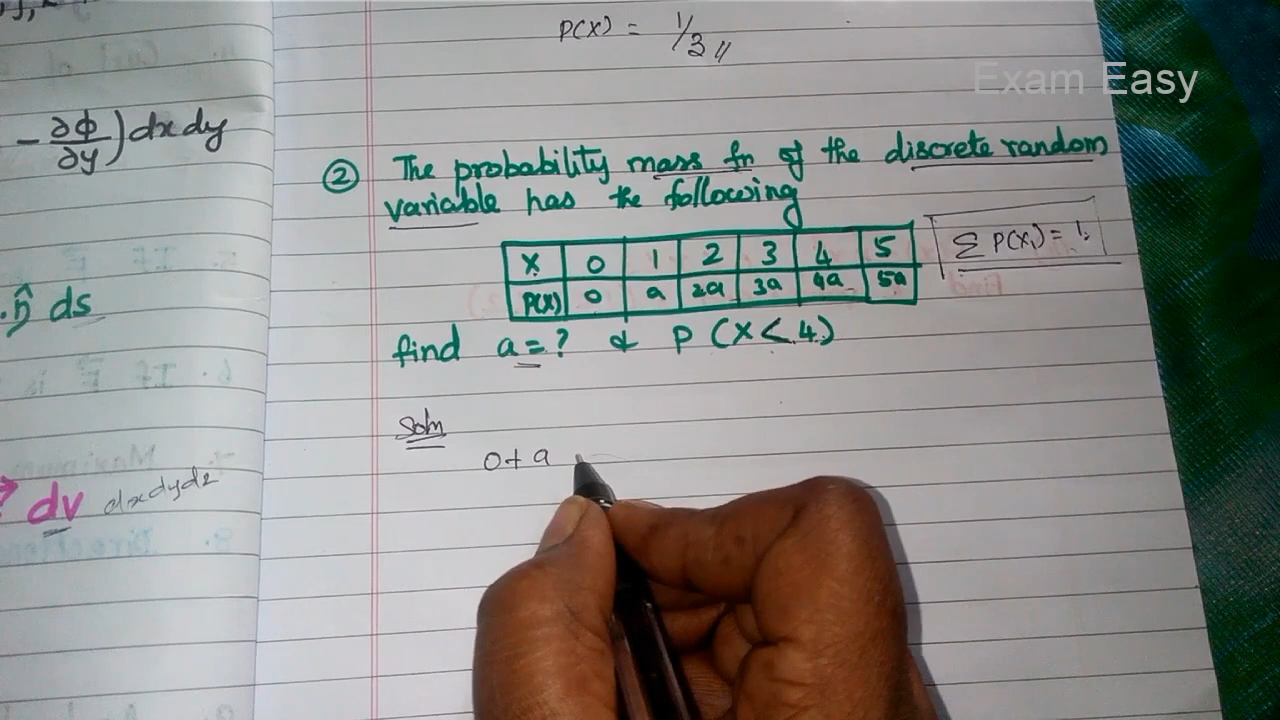 P(X) = 1/3 //
Exam Easy
- ∂ϕ/∂y) dx dy
② The probability mass fn of the discrete random
variable has the following
X 0 1 2 3 4 5
P(X) 0 a 2a 3a 4a 5a
Σ P(Xi) = 1.
.n̂ ds
find a = ? & P (X < 4)
Soln
0 + a
dv dxdydz